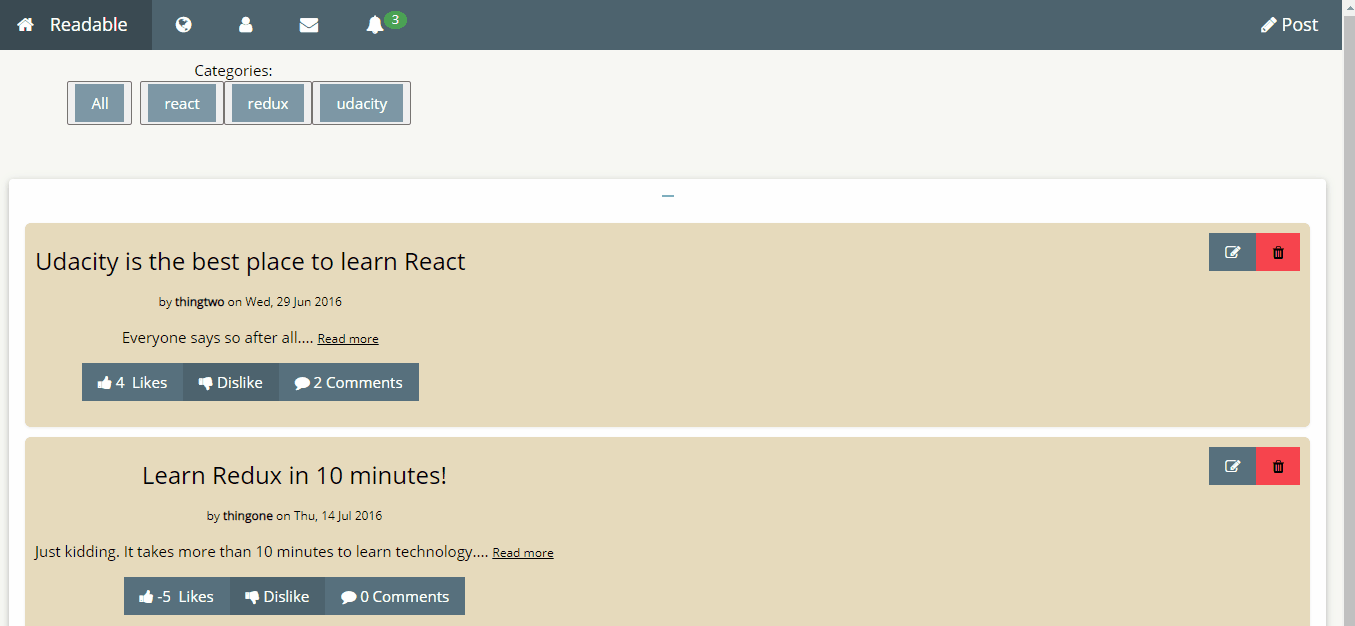 Readable 3 Post
Categories:
All react redux udacity
Udacity is the best place to learn React
by thingtwo on Wed, 29 Jun 2016
Everyone says so after all.... Read more
4 Likes Dislike 2 Comments
Learn Redux in 10 minutes!
by thingone on Thu, 14 Jul 2016
Just kidding. It takes more than 10 minutes to learn technology.... Read more
-5 Likes Dislike 0 Comments